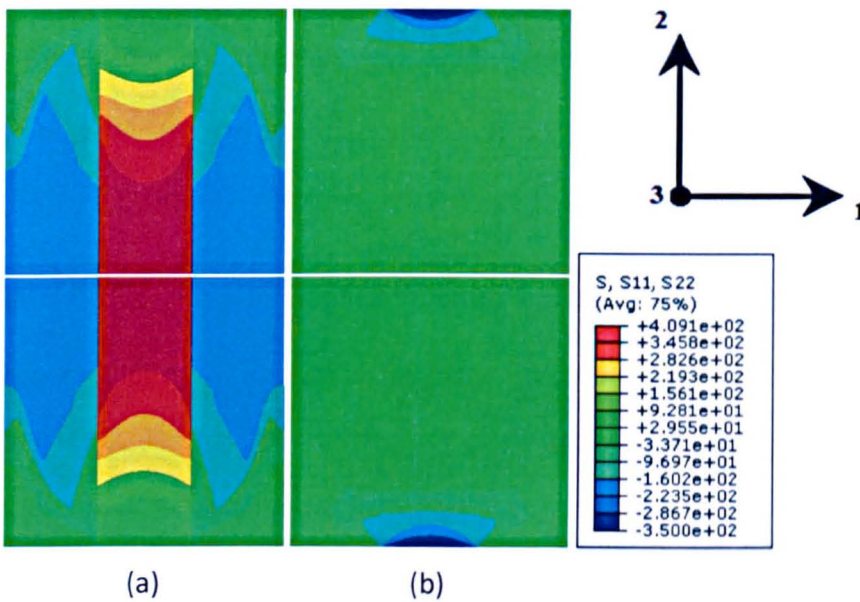 2
3
1
S, S11, S22
(Avg: 75%)
+4.091e+02
+3.458e+02
+2.826e+02
+2.193e+02
+1.561e+02
+9.281e+01
+2.955e+01
-3.371e+01
-9.697e+01
-1.602e+02
-2.235e+02
-2.867e+02
-3.500e+02
(a)
(b)